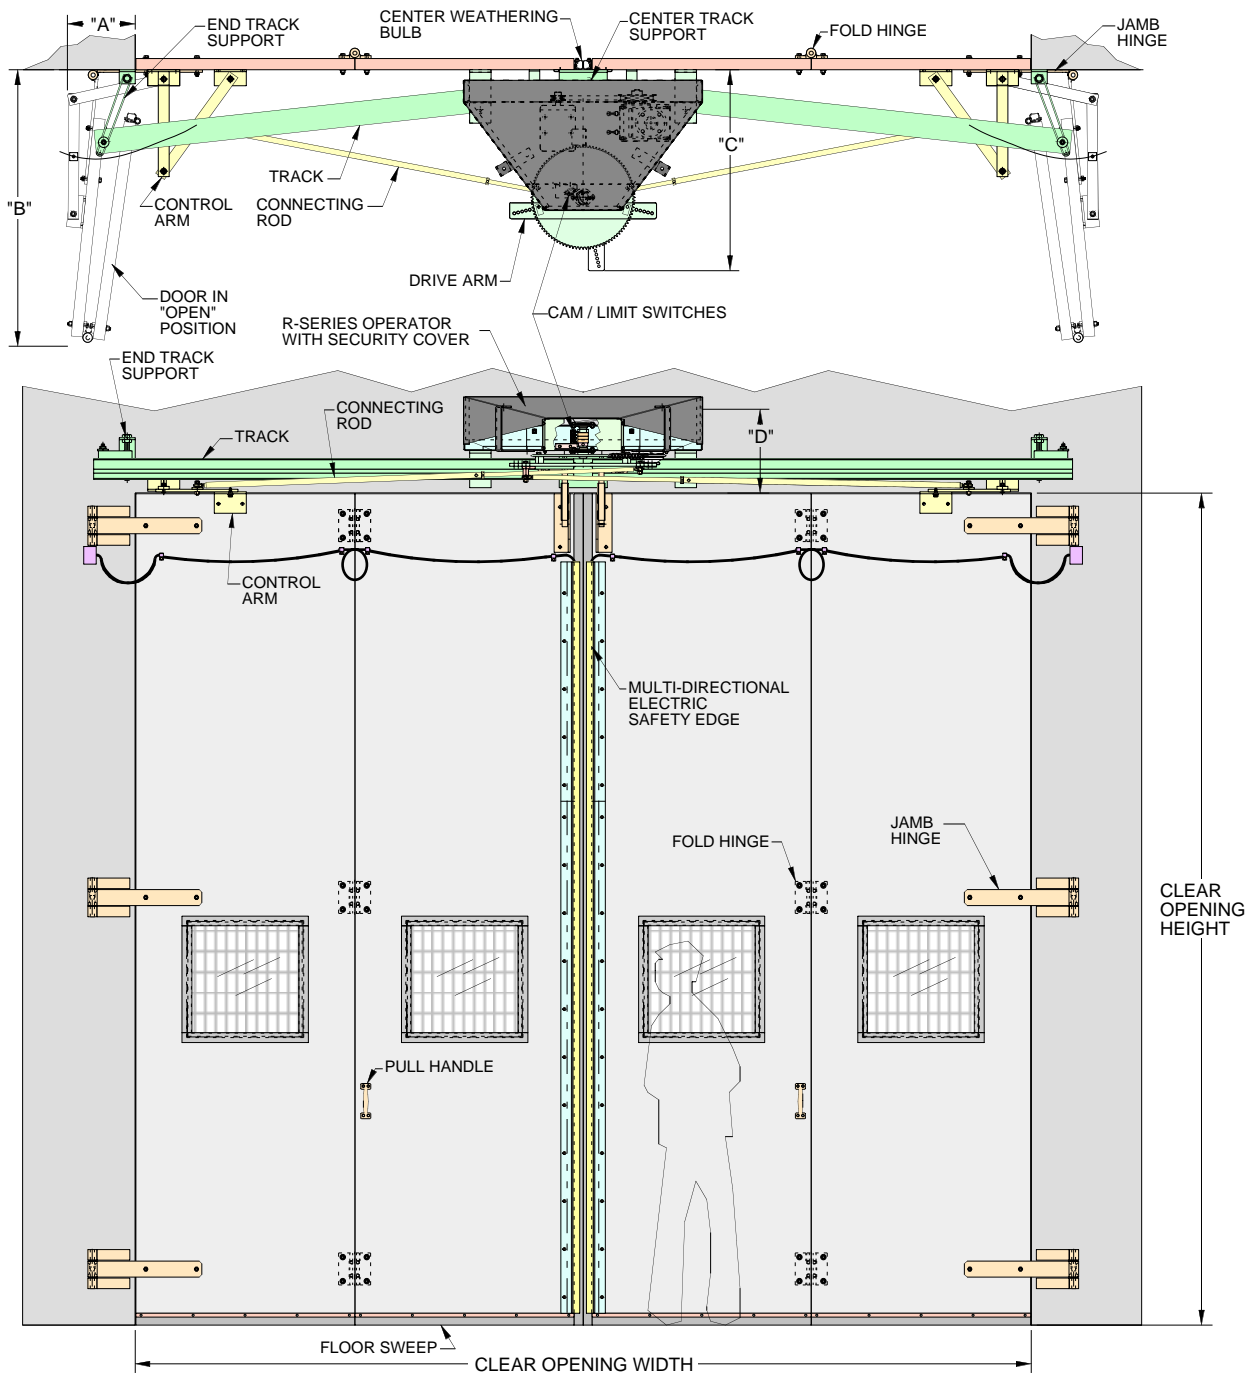 "A"
END TRACK
SUPPORT
CENTER WEATHERING
BULB
CENTER TRACK
SUPPORT
FOLD HINGE
JAMB
HINGE
"B"
"C"
TRACK
CONTROL
ARM
CONNECTING
ROD
DRIVE ARM
DOOR IN
"OPEN"
POSITION
CAM / LIMIT SWITCHES
R-SERIES OPERATOR
WITH SECURITY COVER
END TRACK
SUPPORT
CONNECTING
ROD
TRACK
"D"
CONTROL
ARM
MULTI-DIRECTIONAL
ELECTRIC
SAFETY EDGE
FOLD HINGE
JAMB
HINGE
CLEAR
OPENING
HEIGHT
PULL HANDLE
FLOOR SWEEP
CLEAR OPENING WIDTH